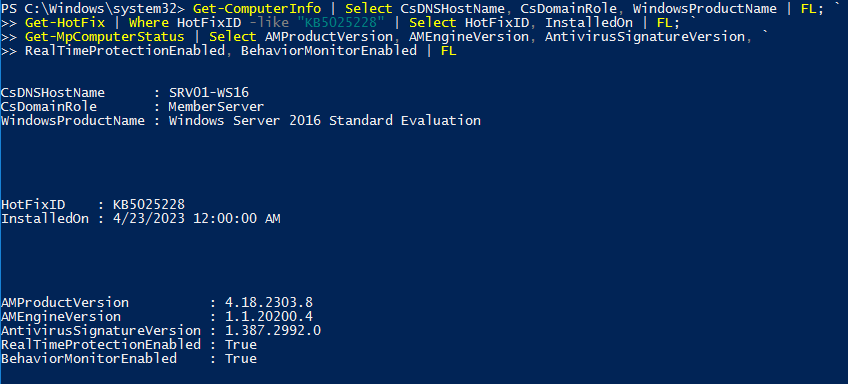 PS C:\Windows\system32> Get-ComputerInfo | Select CsDNSHostName, CsDomainRole, WindowsProductName | FL; `
>> Get-HotFix | Where HotFixID -like "KB5025228" | Select HotFixID, InstalledOn | FL; `
>> Get-MpComputerStatus | Select AMProductVersion, AMEngineVersion, AntivirusSignatureVersion, `
>> RealTimeProtectionEnabled, BehaviorMonitorEnabled | FL
CsDNSHostName      : SRV01-WS16
CsDomainRole       : MemberServer
WindowsProductName : Windows Server 2016 Standard Evaluation
HotFixID    : KB5025228
InstalledOn : 4/23/2023 12:00:00 AM
AMProductVersion          : 4.18.2303.8
AMEngineVersion           : 1.1.20200.4
AntivirusSignatureVersion : 1.387.2992.0
RealTimeProtectionEnabled : True
BehaviorMonitorEnabled    : True